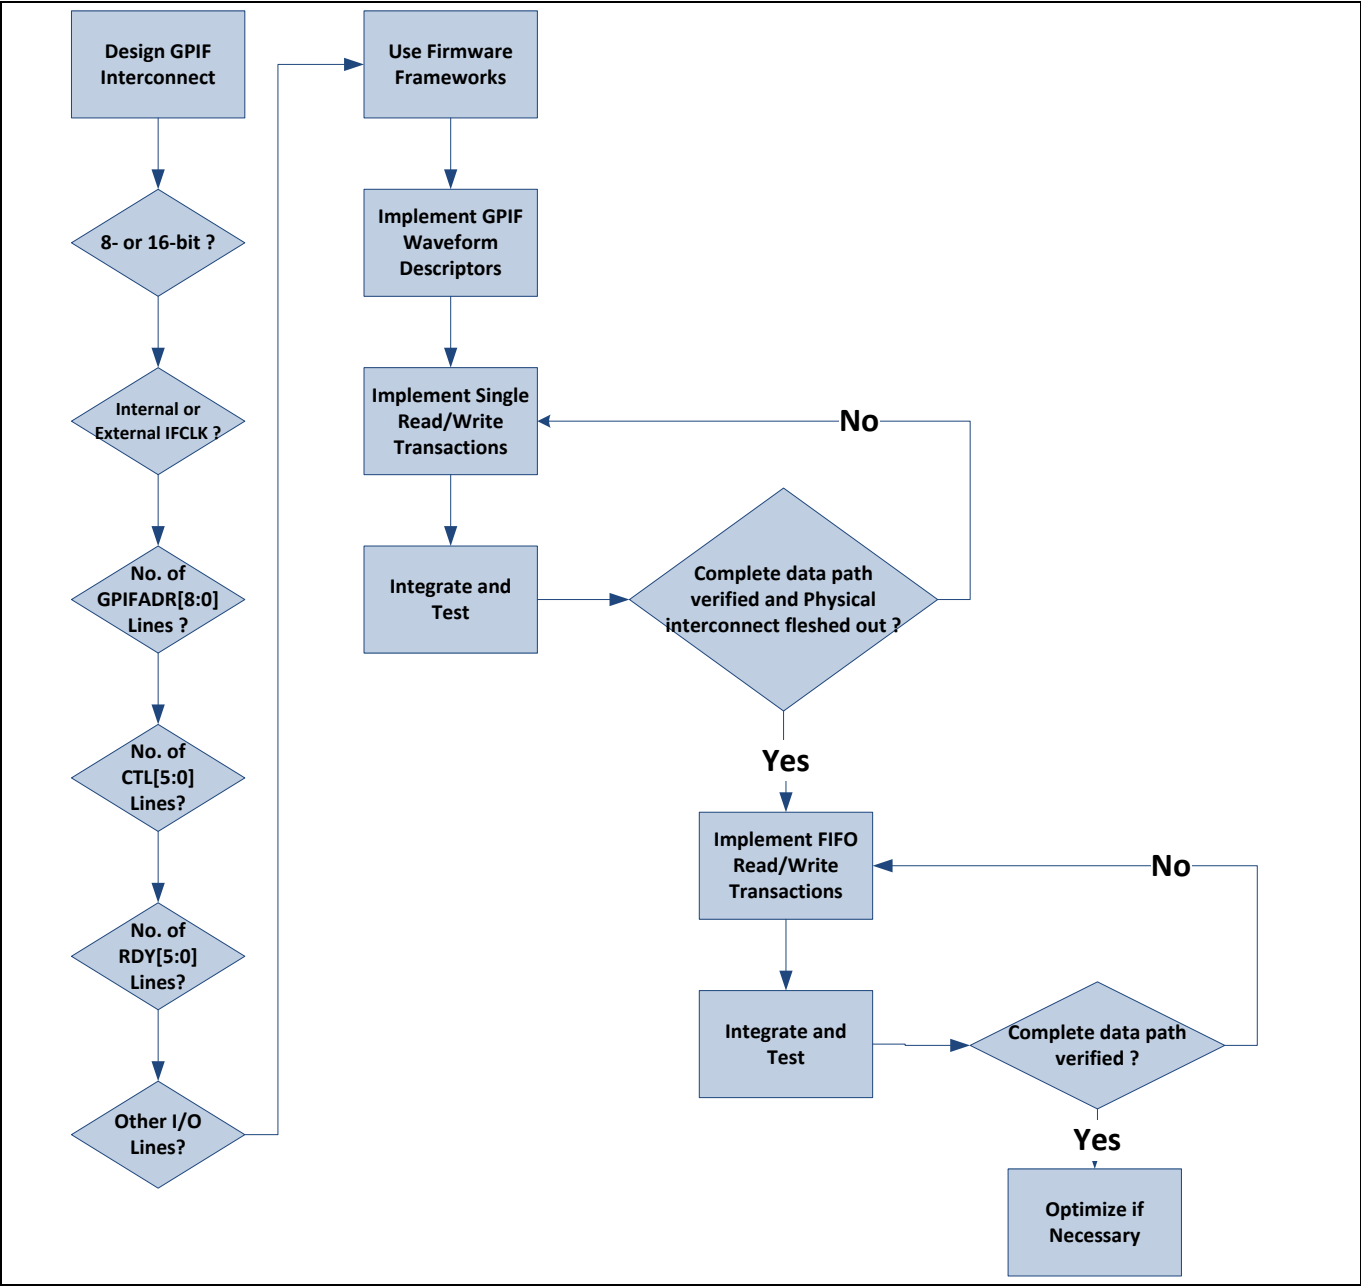 Design GPIF
Interconnect
8- or 16-bit ?
Internal or
External IFCLK ?
No. of
GPIFADR[8:0]
Lines ?
No. of
CTL[5:0]
Lines?
No. of
RDY[5:0]
Lines?
Other I/O
Lines?
Use Firmware
Frameworks
Implement GPIF
Waveform
Descriptors
Implement Single
Read/Write
Transactions
Integrate and
Test
Complete data path
verified and Physical
interconnect fleshed out ?
No
Yes
Implement FIFO
Read/Write
Transactions
Integrate and
Test
Complete data path
verified ?
No
Yes
Optimize if
Necessary